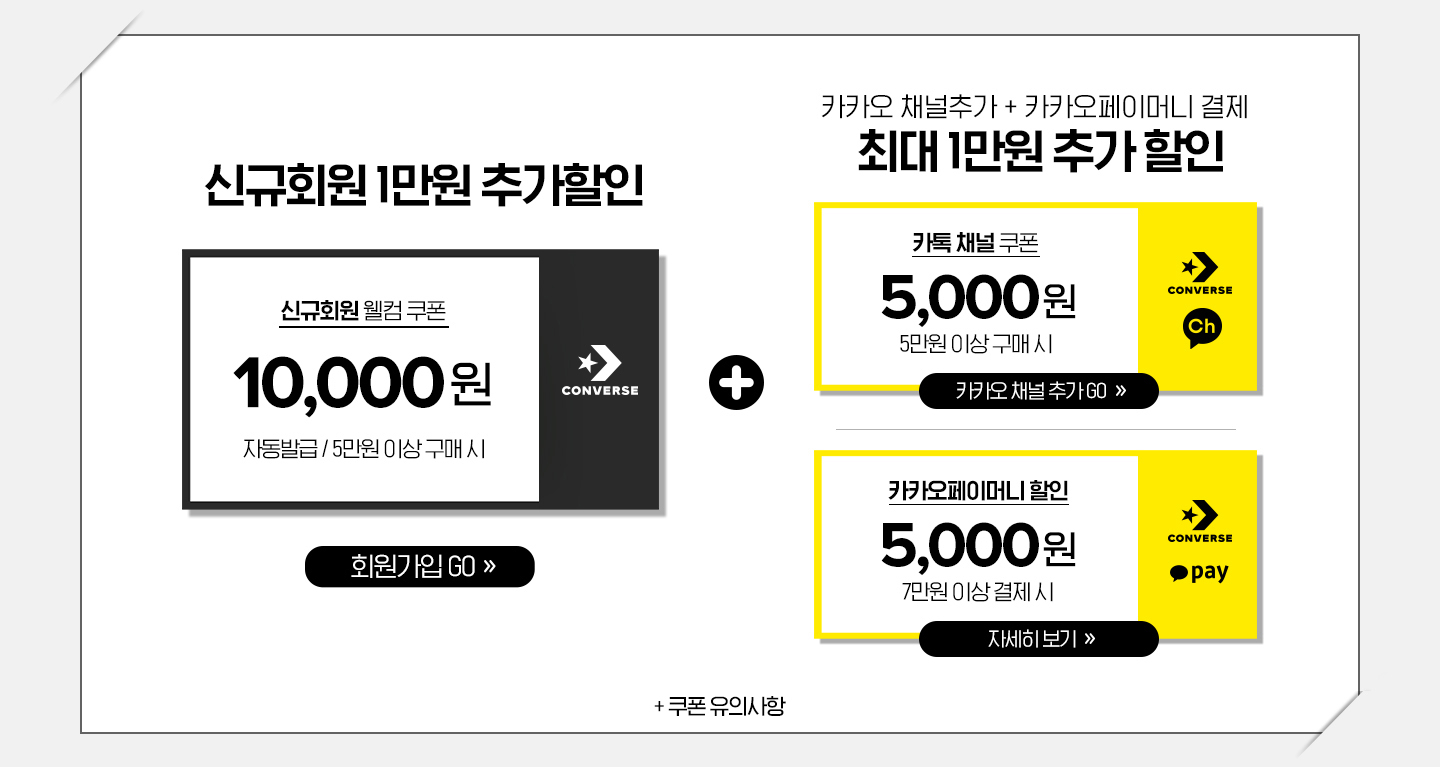 신규회원 1만원 추가할인
신규회원 웰컴 쿠폰
10,000원
자동발급 / 5만원 이상 구매 시
CONVERSE
회원가입 GO »
카카오 채널추가 + 카카오페이머니 결제
최대 1만원 추가 할인
카톡 채널 쿠폰
5,000원
5만원 이상 구매 시
CONVERSE
Ch
카카오 채널 추가 GO »
카카오페이머니 할인
5,000원
7만원 이상 결제 시
CONVERSE
pay
자세히 보기 »
+ 쿠폰 유의사항